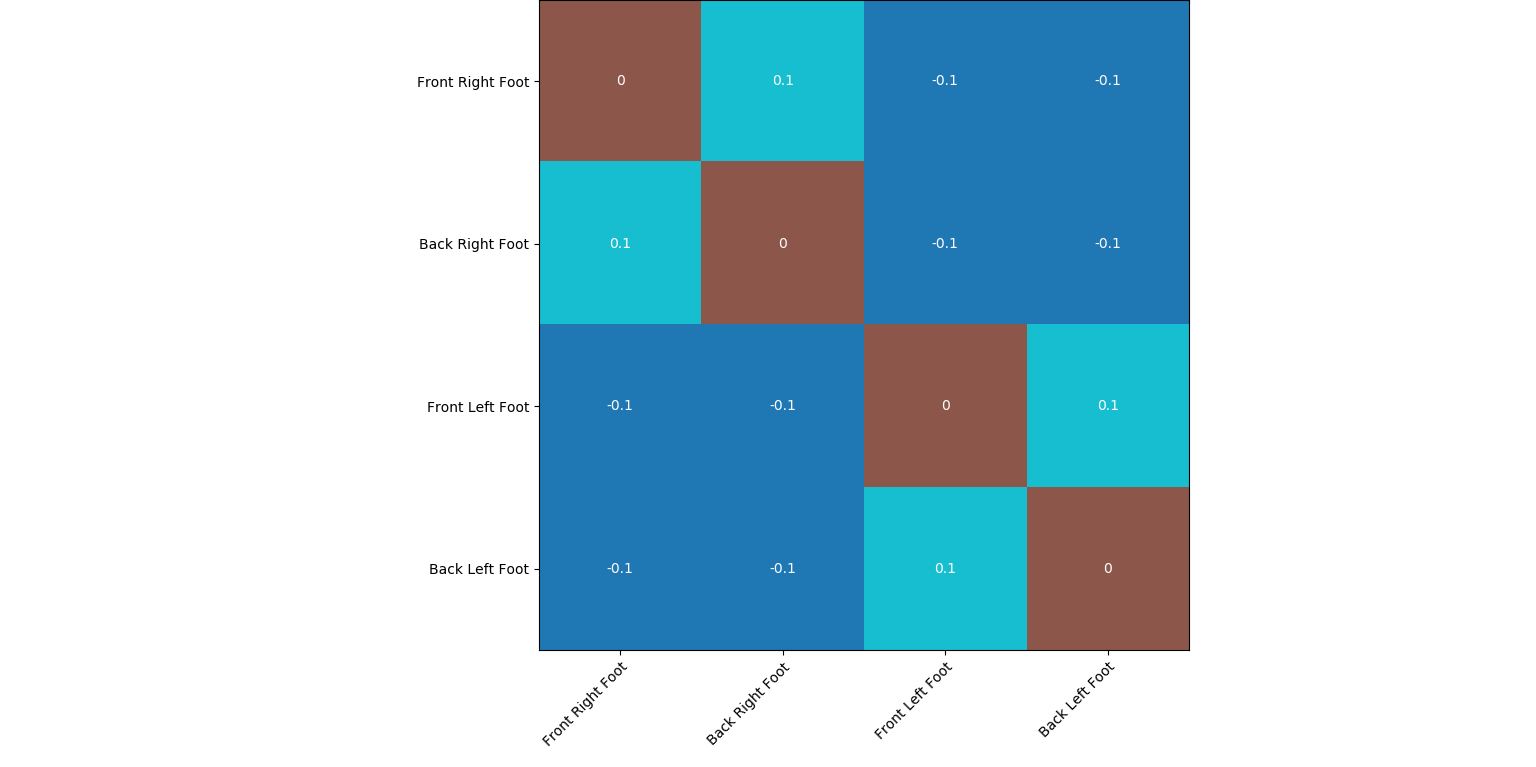 Front Right Foot 0 0.1 -0.1 -0.1
Back Right Foot 0.1 0 -0.1 -0.1
Front Left Foot -0.1 -0.1 0 0.1
Back Left Foot -0.1 -0.1 0.1 0
Front Right Foot Back Right Foot Front Left Foot Back Left Foot